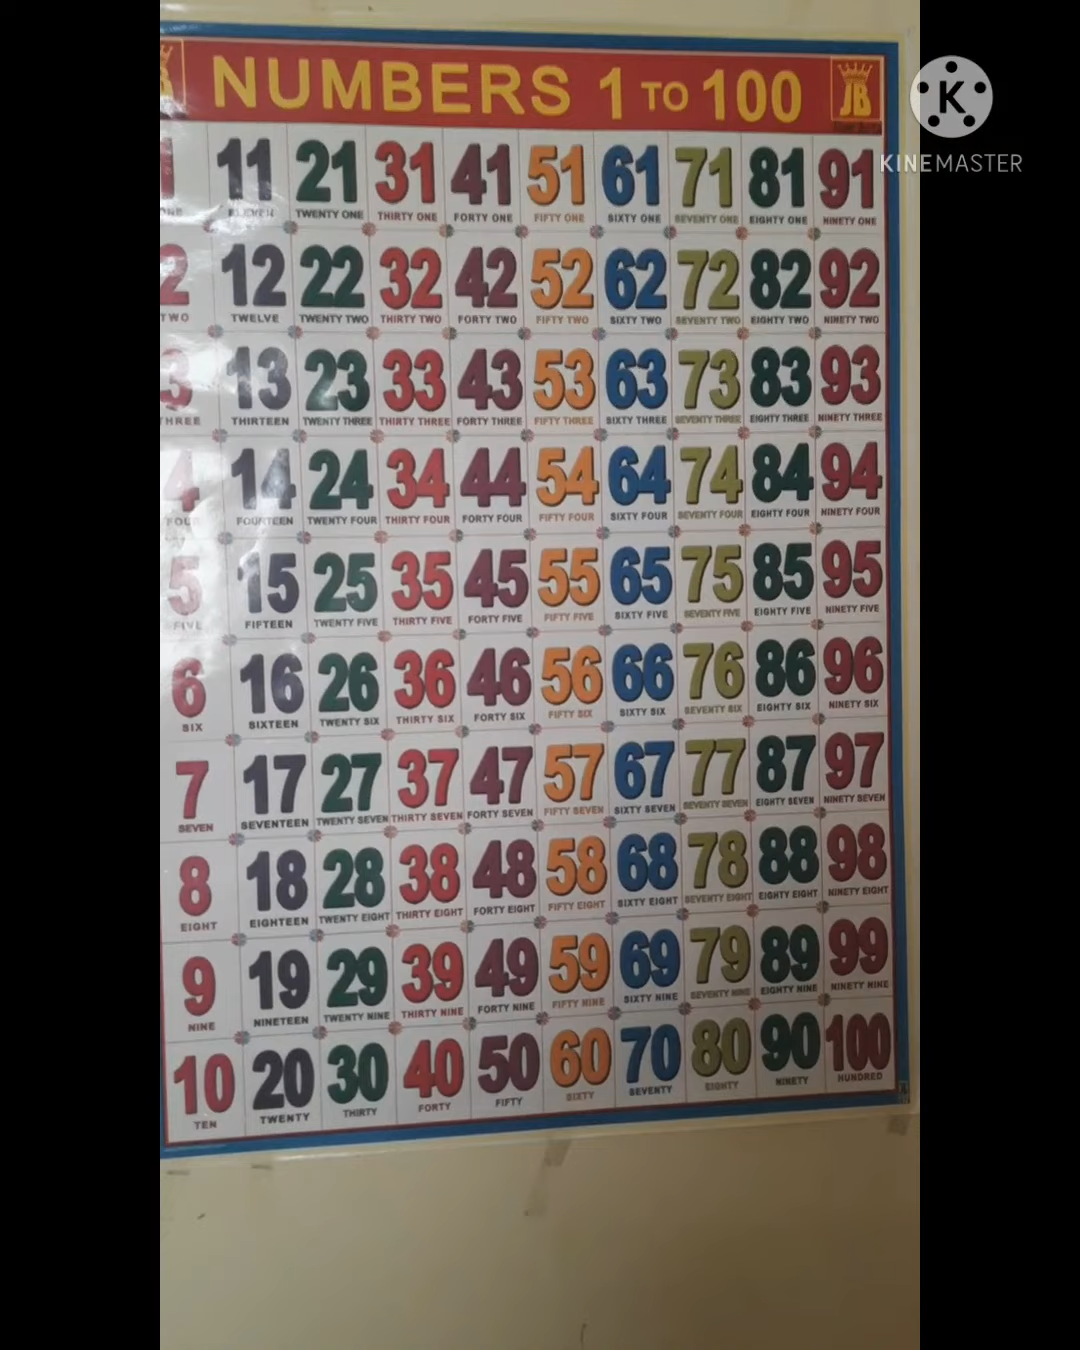 NUMBERS 1 TO 100
JB
KINEMASTER
1 11 21 31 41 51 61 71 81 91
ONE ELEVEN TWENTY ONE THIRTY ONE FORTY ONE FIFTY ONE SIXTY ONE SEVENTY ONE EIGHTY ONE NINETY ONE
2 12 22 32 42 52 62 72 82 92
TWO TWELVE TWENTY TWO THIRTY TWO FORTY TWO FIFTY TWO SIXTY TWO SEVENTY TWO EIGHTY TWO NINETY TWO
3 13 23 33 43 53 63 73 83 93
THREE THIRTEEN TWENTY THREE THIRTY THREE FORTY THREE FIFTY THREE SIXTY THREE SEVENTY THREE EIGHTY THREE NINETY THREE
4 14 24 34 44 54 64 74 84 94
FOUR FOURTEEN TWENTY FOUR THIRTY FOUR FORTY FOUR FIFTY FOUR SIXTY FOUR SEVENTY FOUR EIGHTY FOUR NINETY FOUR
5 15 25 35 45 55 65 75 85 95
FIVE FIFTEEN TWENTY FIVE THIRTY FIVE FORTY FIVE FIFTY FIVE SIXTY FIVE SEVENTY FIVE EIGHTY FIVE NINETY FIVE
6 16 26 36 46 56 66 76 86 96
SIX SIXTEEN TWENTY SIX THIRTY SIX FORTY SIX FIFTY SIX SIXTY SIX SEVENTY SIX EIGHTY SIX NINETY SIX
7 17 27 37 47 57 67 77 87 97
SEVEN SEVENTEEN TWENTY SEVEN THIRTY SEVEN FORTY SEVEN FIFTY SEVEN SIXTY SEVEN SEVENTY SEVEN EIGHTY SEVEN NINETY SEVEN
8 18 28 38 48 58 68 78 88 98
EIGHT EIGHTEEN TWENTY EIGHT THIRTY EIGHT FORTY EIGHT FIFTY EIGHT SIXTY EIGHT SEVENTY EIGHT EIGHTY EIGHT NINETY EIGHT
9 19 29 39 49 59 69 79 89 99
NINE NINETEEN TWENTY NINE THIRTY NINE FORTY NINE FIFTY NINE SIXTY NINE SEVENTY NINE EIGHTY NINE NINETY NINE
10 20 30 40 50 60 70 80 90 100
TEN TWENTY THIRTY FORTY FIFTY SIXTY SEVENTY EIGHTY NINETY HUNDRED